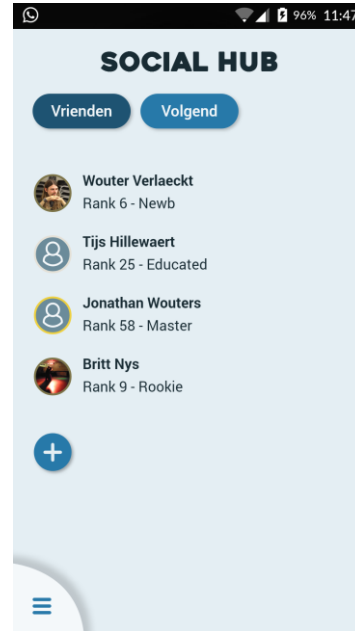 96% 11:47
SOCIAL HUB
Vrienden Volgend
Wouter Verlaeckt
Rank 6 - Newb
Tijs Hillewaert
Rank 25 - Educated
Jonathan Wouters
Rank 58 - Master
Britt Nys
Rank 9 - Rookie